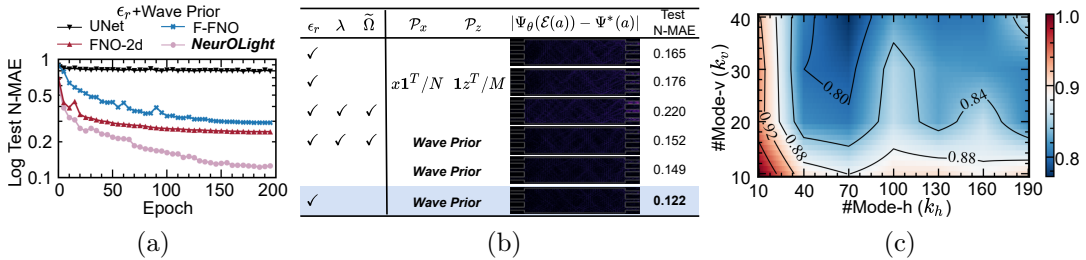 ϵr+Wave Prior
UNet F-FNO
FNO-2d NeurOLight
Log Test N-MAE
1
0.5
0.2
0.1
0 50 100 150 200
Epoch
(a)
ϵr λ Ω̃ 𝒫x 𝒫z |Ψθ(ℰ(a)) − Ψ*(a)| Test N-MAE
✓ 0.165
✓ x1^T/N 1z^T/M 0.176
✓ ✓ ✓ 0.220
✓ ✓ ✓ Wave Prior 0.152
Wave Prior 0.149
✓ Wave Prior 0.122
(b)
#Mode-v (kv)
40
30
20
10
0.80
0.84
0.92
0.88
0.88
10 40 70 100 130 160 190
#Mode-h (kh)
1.0
0.9
0.8
(c)